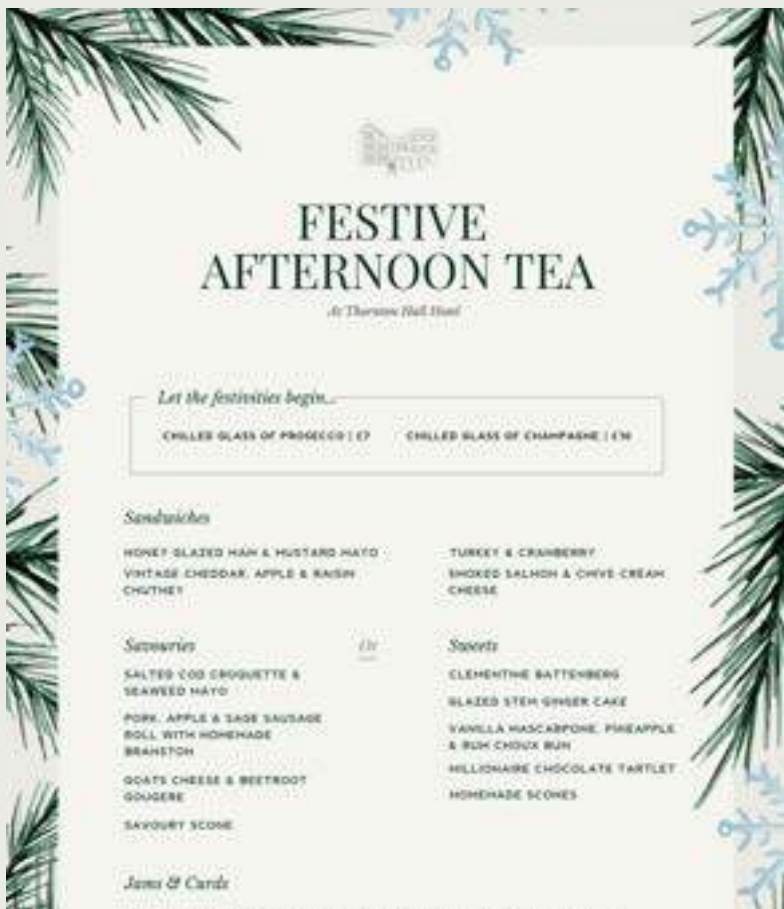 FESTIVE
AFTERNOON TEA
At Thornton Hall Hotel
Let the festivities begin...
CHILLED GLASS OF PROSECCO | £7
CHILLED GLASS OF CHAMPAGNE |
Sandwiches
HONEY GLAZED HAM & MUSTARD MAYO
VINTAGE CHEDDAR, APPLE & RAISIN
CHUTNEY
TURKEY & CRANBERRY
SMOKED SALMON & CHIVE CREAM
CHEESE
Savouries
SALTED COD CROQUETTE &
SEAWEED MAYO
PORK, APPLE & SAGE SAUSAGE
ROLL WITH HOMEMADE
BRANSTON
GOATS CHEESE & BEETROOT
GOUGERE
SAVOURY SCONE
Or
Sweets
CLEMENTINE BATTENBERG
GLAZED STEM GINGER CAKE
VANILLA MASCARPONE, PINEAPPLE
& RUM CHOUX BUN
MILLIONAIRE CHOCOLATE TARTLET
HOMEMADE SCONES
Jams & Curds